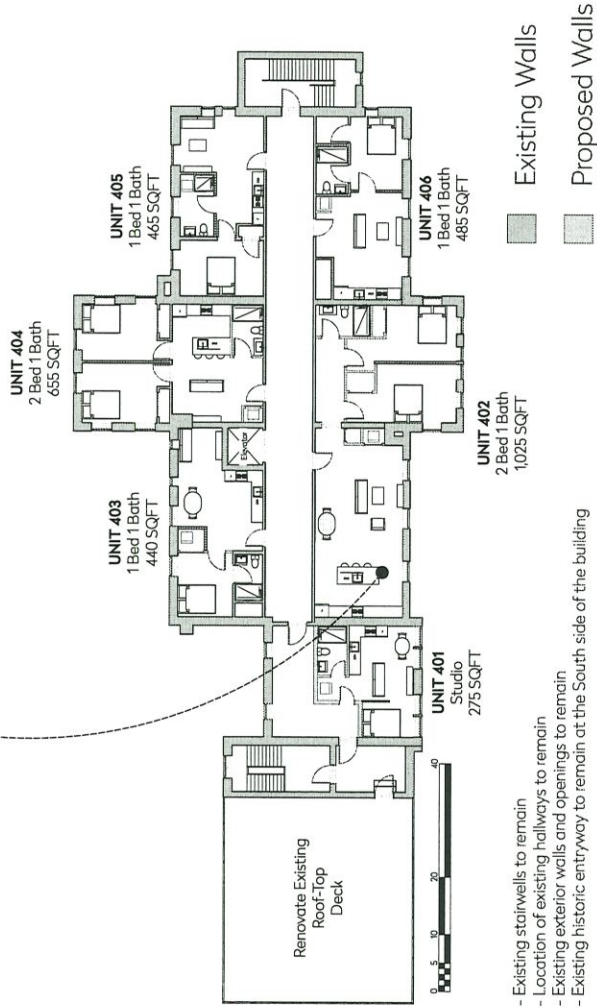 UNIT 404
2 Bed 1 Bath
655 SQFT
UNIT 403
1 Bed 1 Bath
440 SQFT
UNIT 405
1 Bed 1 Bath
465 SQFT
Elevator
Renovate Existing
Roof-Top
Deck
UNIT 401
Studio
275 SQFT
UNIT 402
2 Bed 1 Bath
1,025 SQFT
UNIT 406
1 Bed 1 Bath
485 SQFT
0 5 10 20 40
- Existing stairwells to remain
- Location of existing hallways to remain
- Existing exterior walls and openings to remain
- Existing historic entryway to remain at the South side of the building
Existing Walls
Proposed Walls